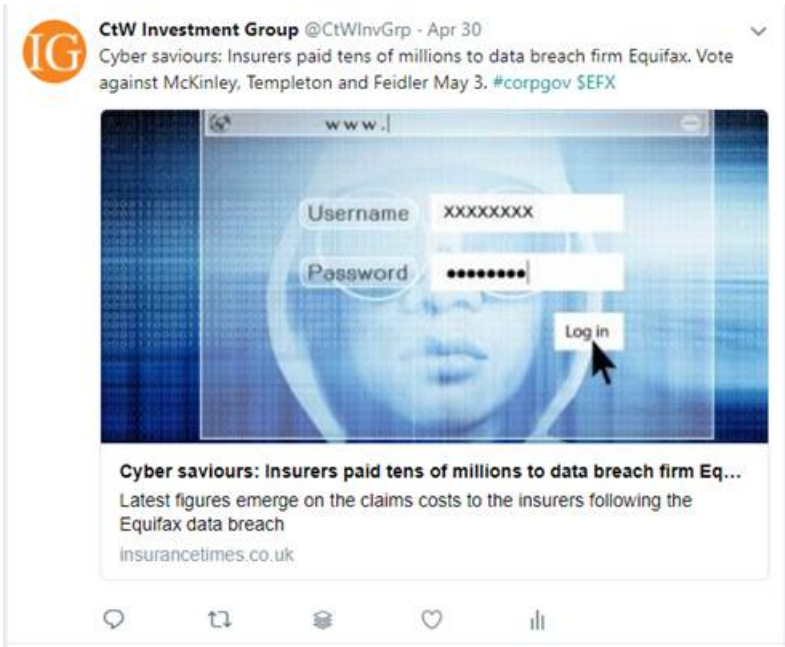 IG
CtW Investment Group @CtWInvGrp · Apr 30
Cyber saviours: Insurers paid tens of millions to data breach firm Equifax. Vote
against McKinley, Templeton and Feidler May 3. #corpgov $EFX
www.|
Username XXXXXXXX
Password ••••••••|
Log in
Cyber saviours: Insurers paid tens of millions to data breach firm Eq...
Latest figures emerge on the claims costs to the insurers following the
Equifax data breach
insurancetimes.co.uk